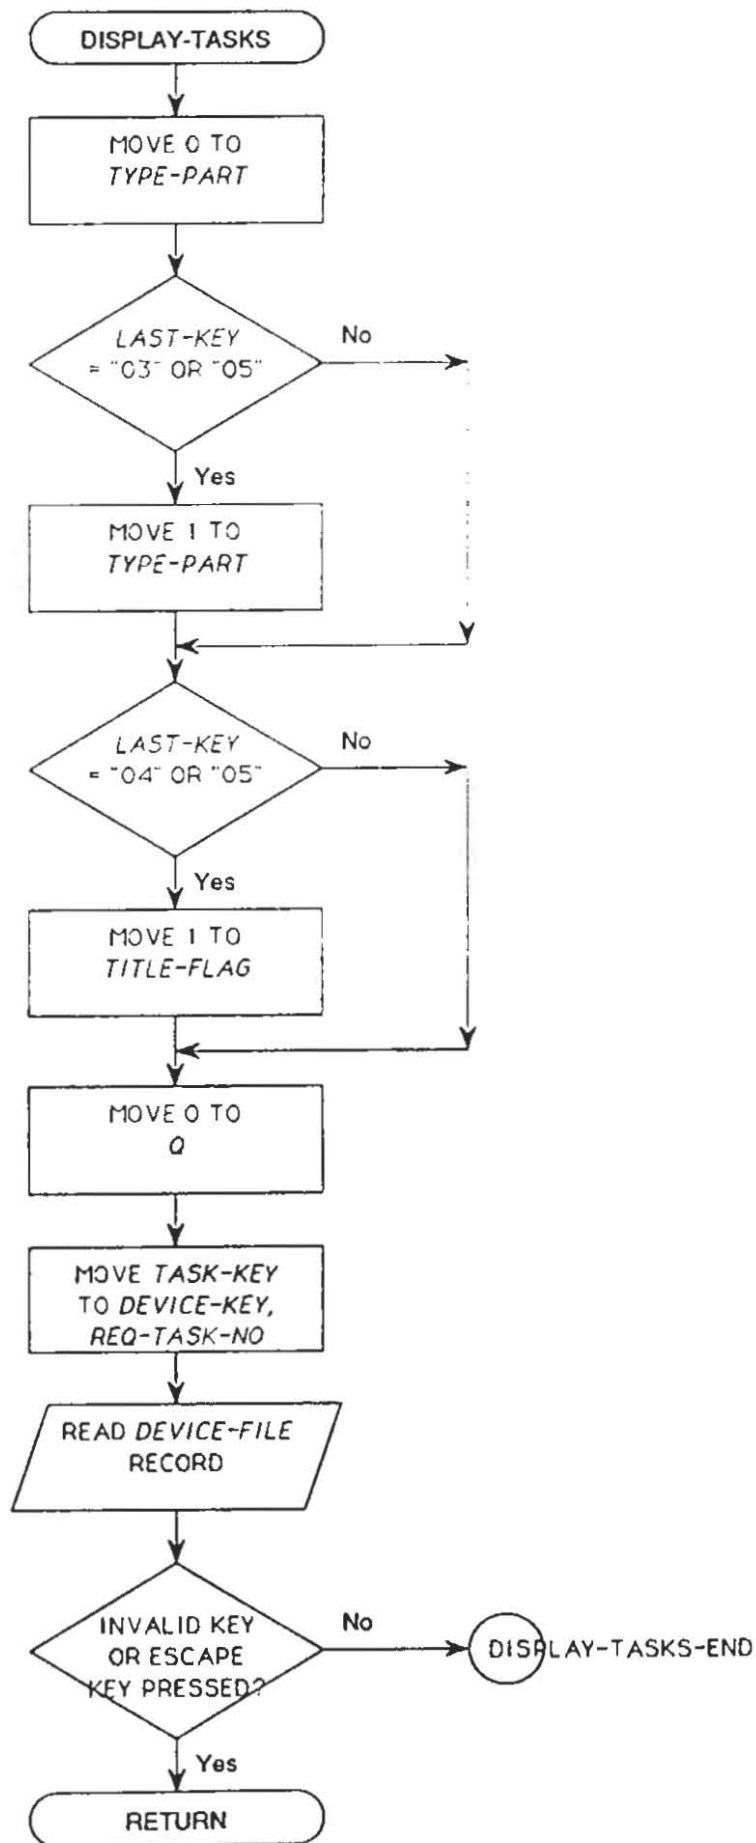 DISPLAY-TASKS
MOVE 0 TO
TYPE-PART
LAST-KEY
= "03" OR "05"
No
Yes
MOVE 1 TO
TYPE-PART
LAST-KEY
= "04" OR "05"
No
Yes
MOVE 1 TO
TITLE-FLAG
MOVE 0 TO
Q
MOVE TASK-KEY
TO DEVICE-KEY,
REQ-TASK-NO
READ DEVICE-FILE
RECORD
INVALID KEY
OR ESCAPE
KEY PRESSED?
No
DISPLAY-TASKS-END
Yes
RETURN